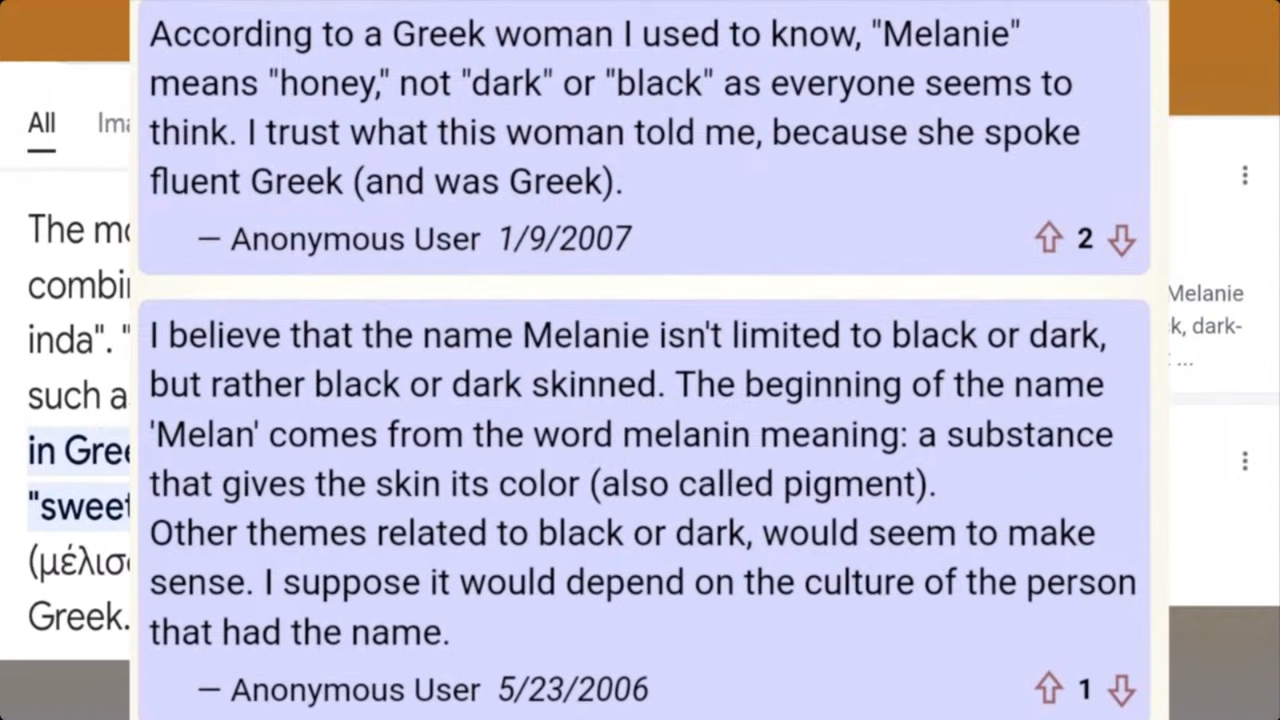 According to a Greek woman I used to know, "Melanie"
means "honey," not "dark" or "black" as everyone seems to
think. I trust what this woman told me, because she spoke
fluent Greek (and was Greek).
— Anonymous User 1/9/2007
2
I believe that the name Melanie isn't limited to black or dark,
but rather black or dark skinned. The beginning of the name
'Melan' comes from the word melanin meaning: a substance
that gives the skin its color (also called pigment).
Other themes related to black or dark, would seem to make
sense. I suppose it would depend on the culture of the person
that had the name.
— Anonymous User 5/23/2006
1
All
The
inda". "
such a
in
"sweet
Greek.
Melanie
k, dark-
...